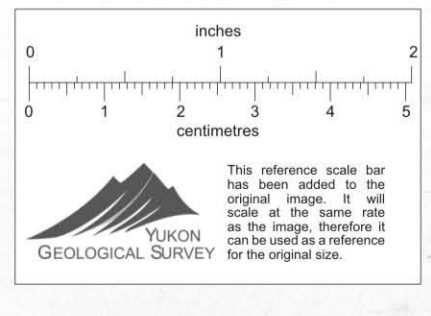 inches
0 1 2
0 1 2 3 4 5
centimetres
YUKON
GEOLOGICAL SURVEY
This reference scale bar
has been added to the
original image. It will
scale at the same rate
as the image, therefore it
can be used as a reference
for the original size.